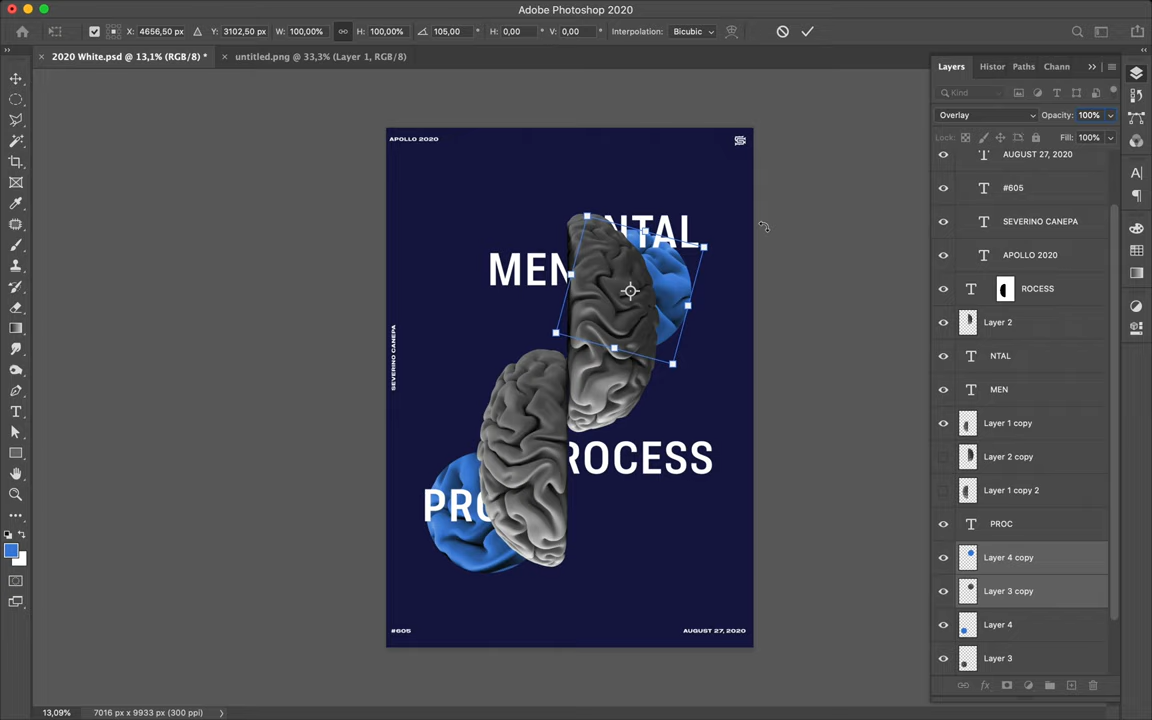 Adobe Photoshop 2020
X: 4656,50 px Y: 3102,50 px W: 100,00% H: 100,00% 105,00 H: 0,00 V: 0,00 Interpolation: Bicubic
2020 White.psd @ 13,1% (RGB/8) * untitled.png @ 33,3% (Layer 1, RGB/8)
Layers Histor Paths Chann
Kind
Overlay Opacity: 100%
Lock: Fill: 100%
AUGUST 27, 2020
#605
SEVERINO CANEPA
APOLLO 2020
ROCESS
Layer 2
NTAL
MEN
Layer 1 copy
Layer 2 copy
Layer 1 copy 2
PROC
Layer 4 copy
Layer 3 copy
Layer 4
Layer 3
APOLLO 2020
NTAL
MEN
SEVERINO CANEPA
ROCESS
PROC
#605 AUGUST 27, 2020
13,09% 7016 px x 9933 px (300 ppi)